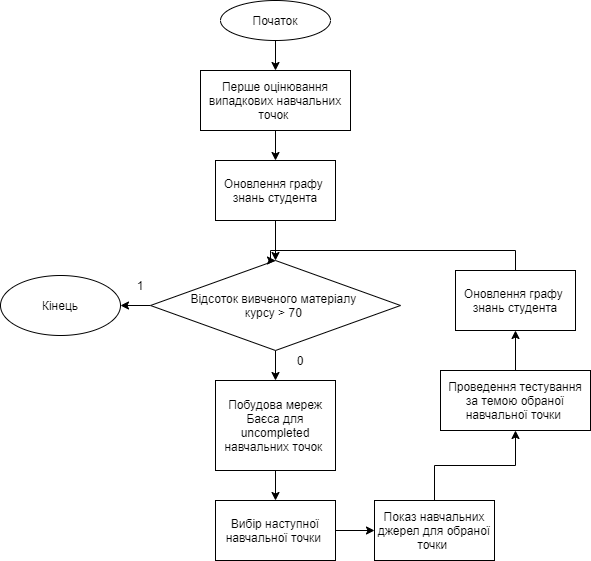 Початок
Перше оцінювання
випадкових навчальних
точок
Оновлення графу
знань студента
Відсоток вивченого матеріалу
курсу > 70
1
Кінець
0
Побудова мереж
Баєса для
uncompleted
навчальних точок
Вибір наступної
навчальної точки
Показ навчальних
джерел для обраної
точки
Проведення тестування
за темою обраної
навчальної точки
Оновлення графу
знань студента